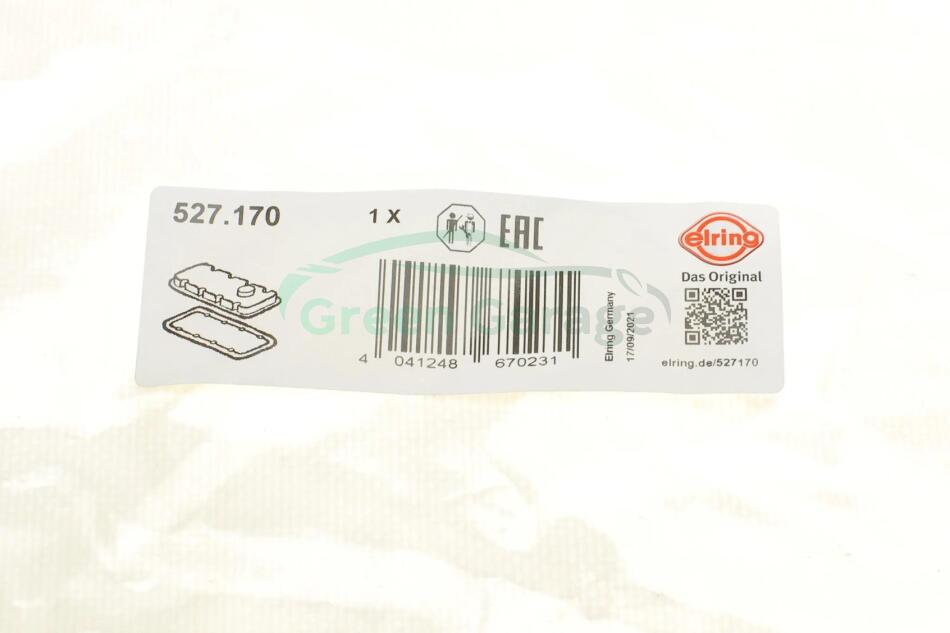 527.170
1 X
EAC
elring
Das Original
Green Garage
4 041248 670231
Elring Germany
17/09/2021
elring.de/527170